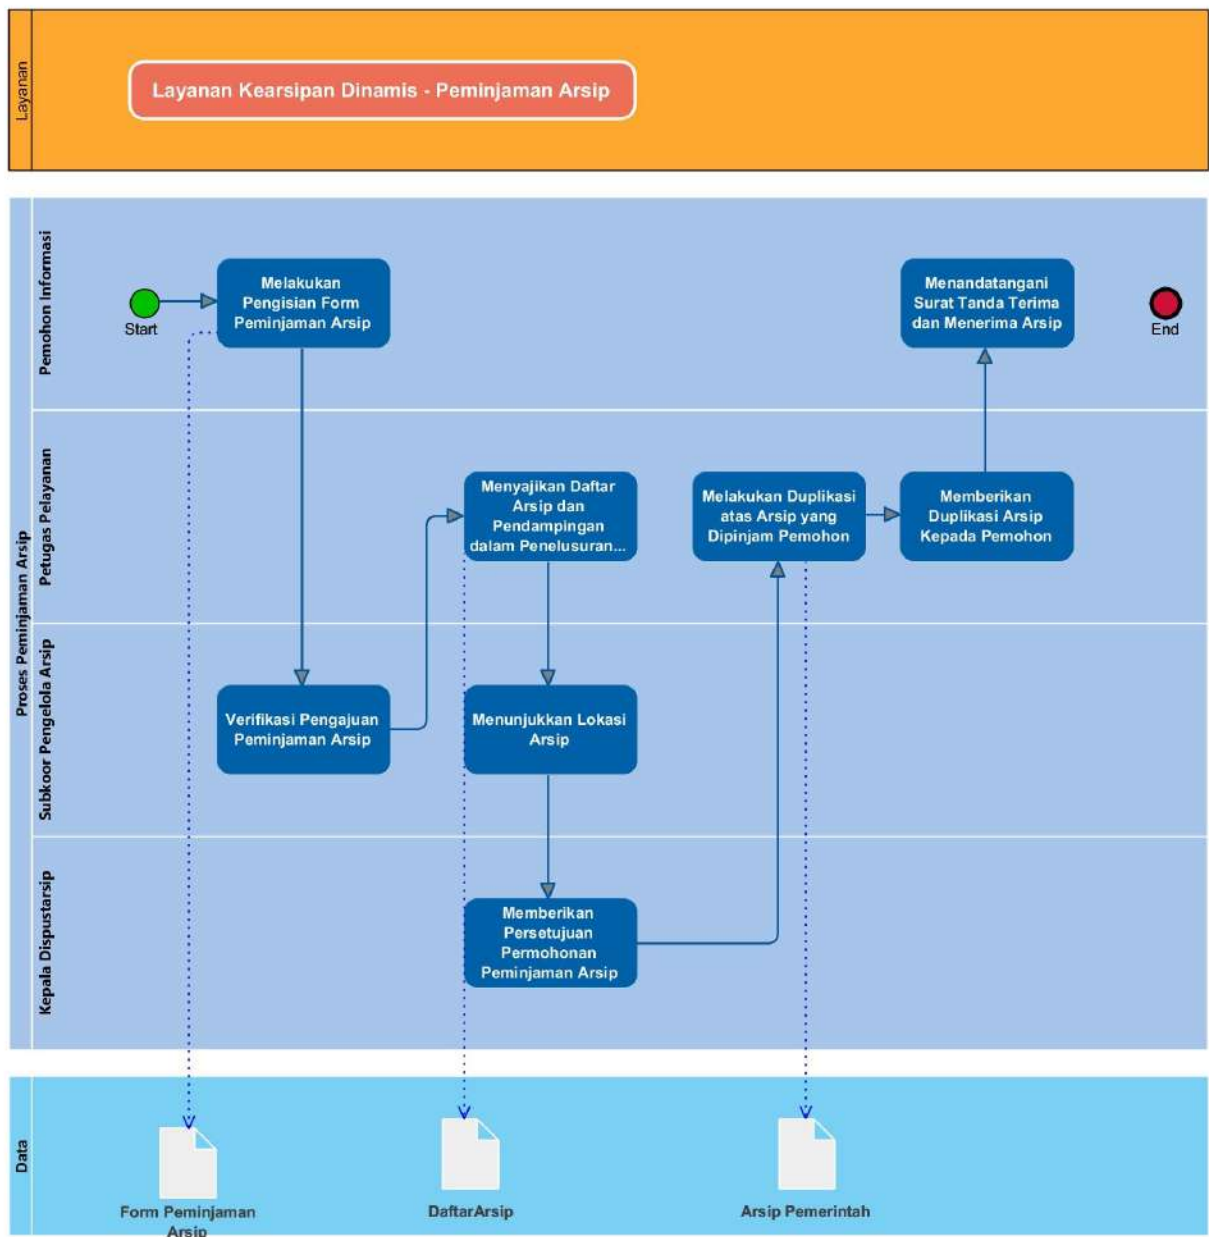 Layanan
Layanan Kearsipan Dinamis - Peminjaman Arsip
Proses Peminjaman Arsip
Pemohon Informasi
Start
Melakukan
Pengisian Form
Peminjaman Arsip
Menandatangani
Surat Tanda Terima
dan Menerima Arsip
End
Petugas Pelayanan
Menyajikan Daftar
Arsip dan
Pendampingan
dalam Penelusuran...
Melakukan Duplikasi
atas Arsip yang
Dipinjam Pemohon
Memberikan
Duplikasi Arsip
Kepada Pemohon
Subkoor Pengelola Arsip
Verifikasi Pengajuan
Peminjaman Arsip
Menunjukkan Lokasi
Arsip
Kepala Dispustarsip
Memberikan
Persetujuan
Permohonan
Peminjaman Arsip
Data
Form Peminjaman
Arsip
DaftarArsip
Arsip Pemerintah